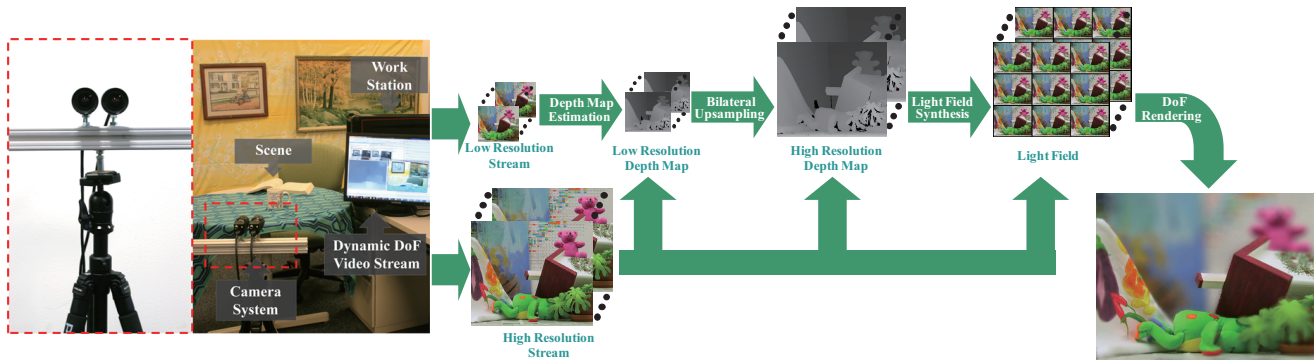 Work
Station
Scene
Dynamic DoF
Video Stream
Camera
System
Low Resolution
Stream
High Resolution
Stream
Depth Map
Estimation
Low Resolution
Depth Map
Bilateral
Upsampling
High Resolution
Depth Map
Light Field
Synthesis
Light Field
DoF
Rendering